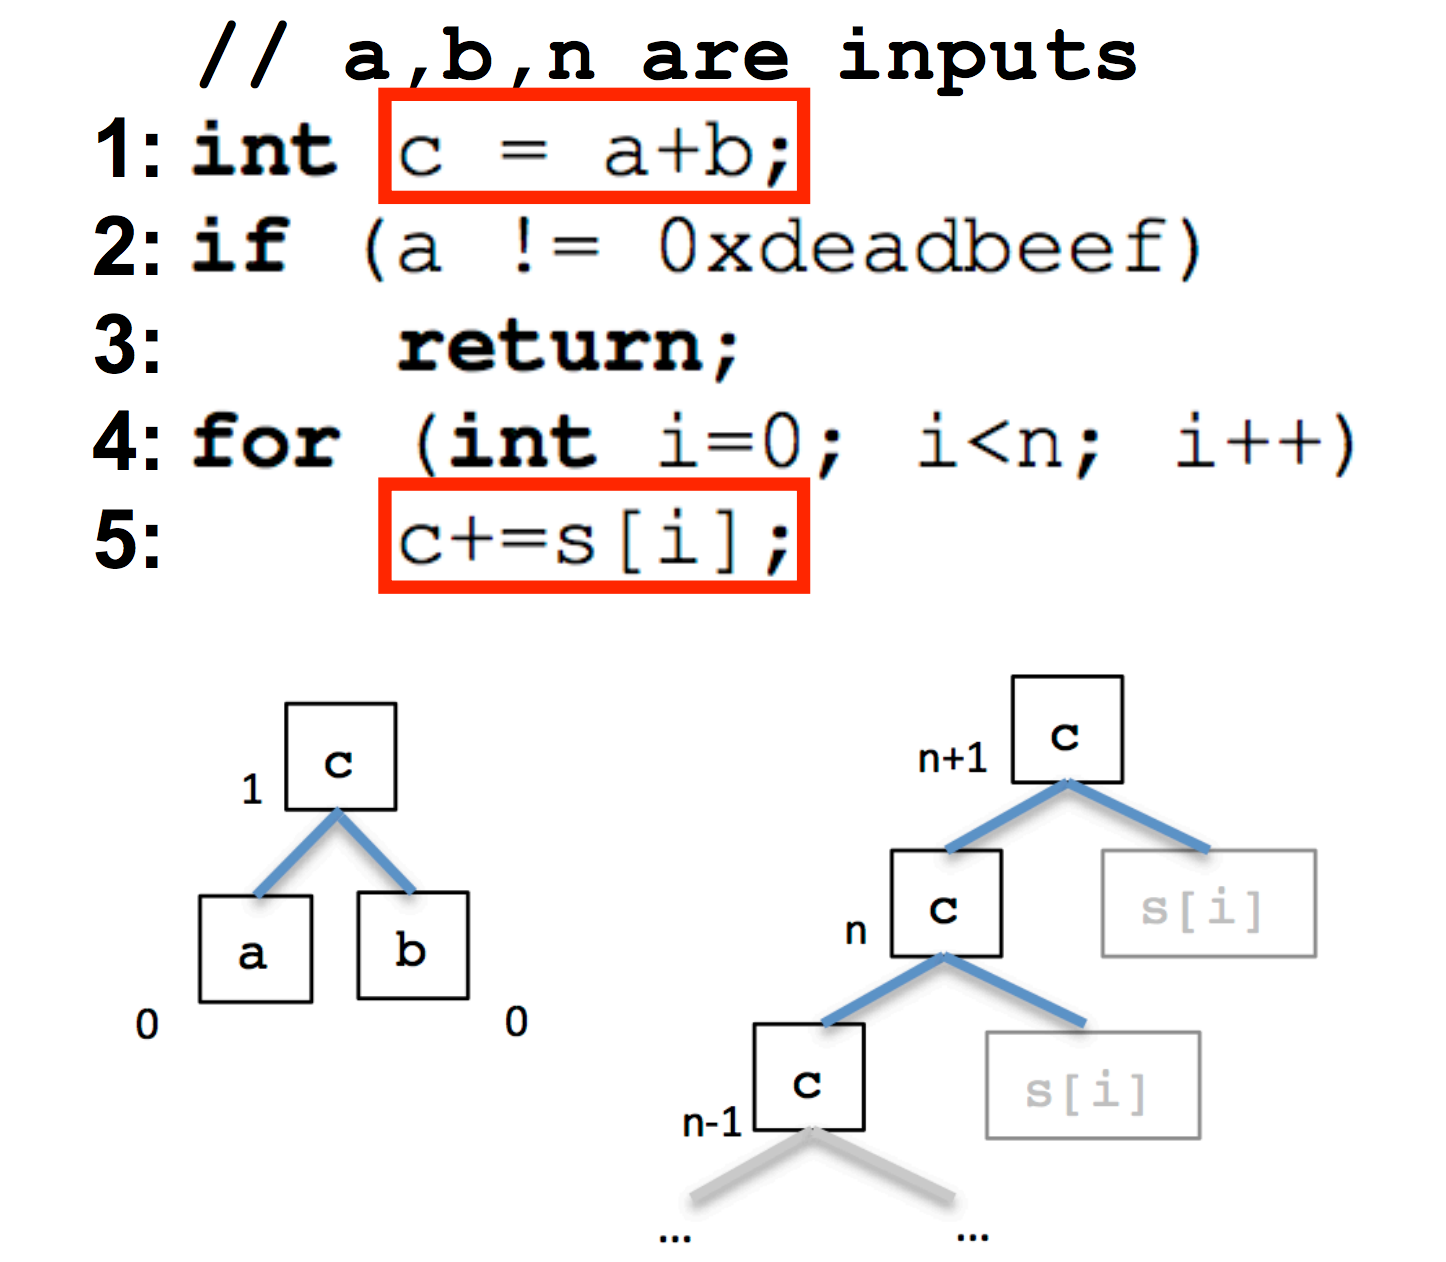 // a,b,n are inputs
1: int c = a+b;
2: if (a != 0xdeadbeef)
3: return;
4: for (int i=0; i<n; i++)
5: c+=s[i];
c
1
a
b
0
0
c
n+1
c
s[i]
n
c
s[i]
n-1
...
...